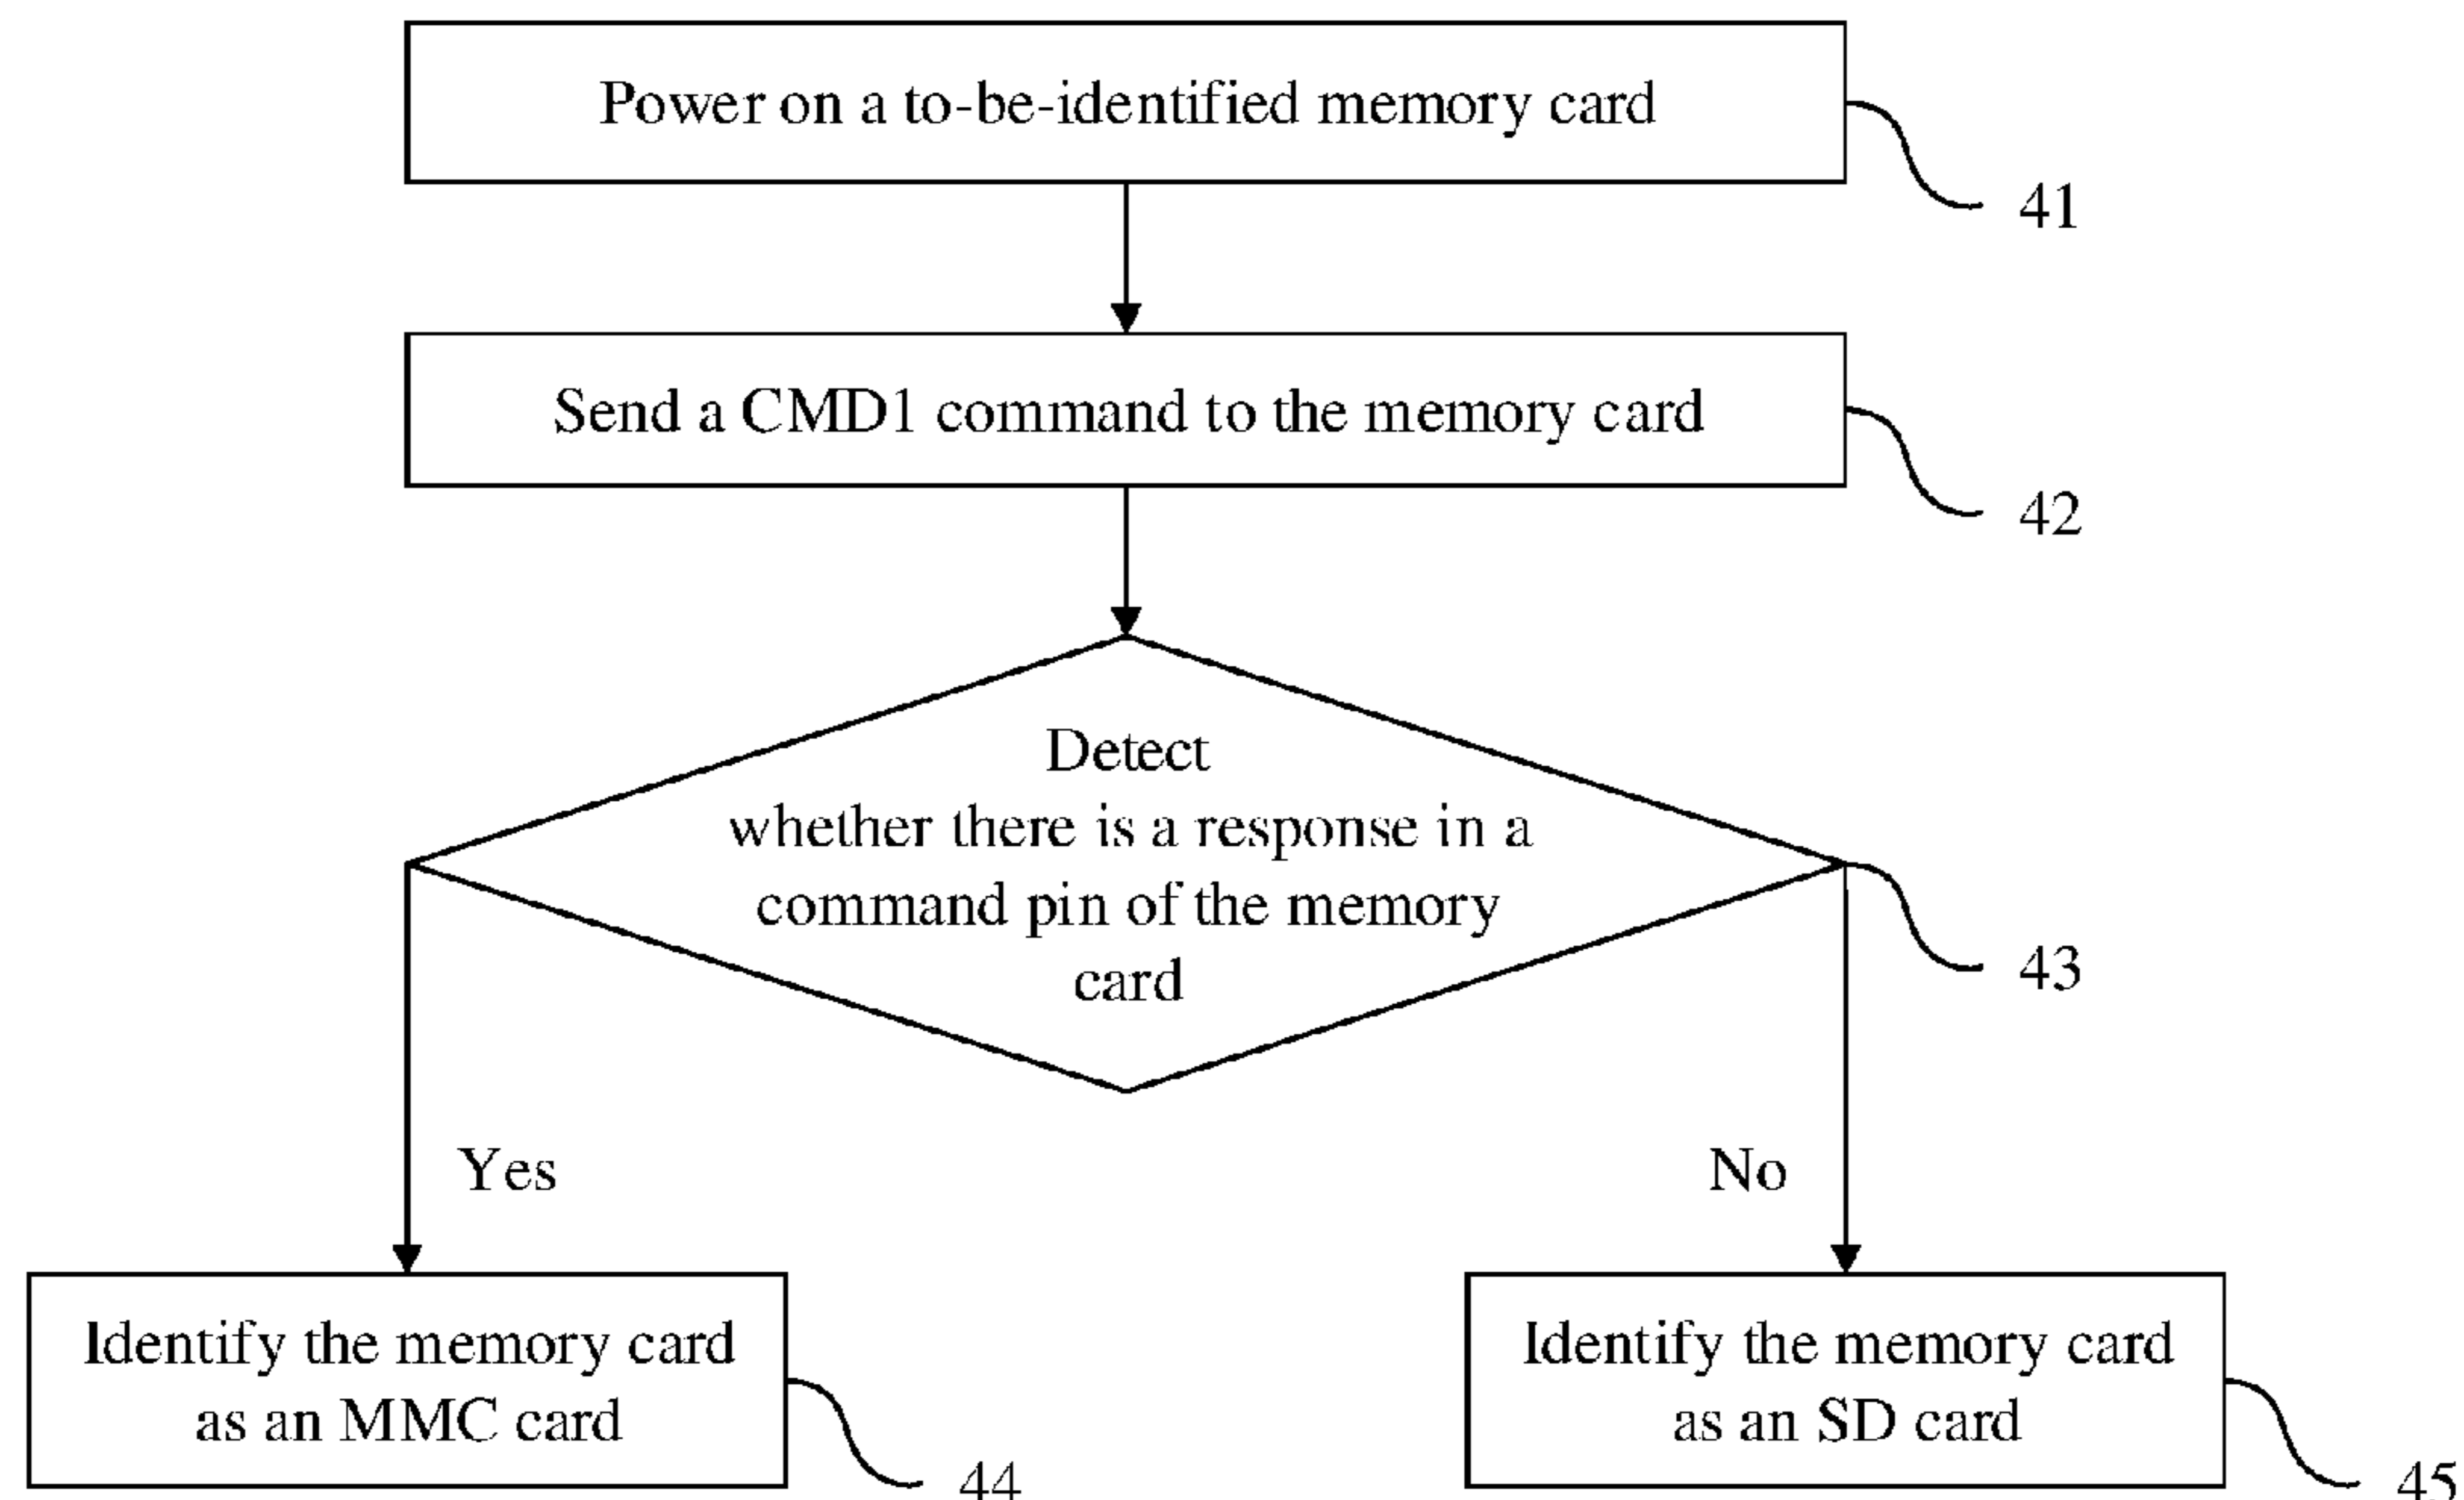 Power on a to-be-identified memory card
41
Send a CMD1 command to the memory card
42
Detect
whether there is a response in a
command pin of the memory
card
43
Yes
No
Identify the memory card
as an MMC card
44
Identify the memory card
as an SD card
45